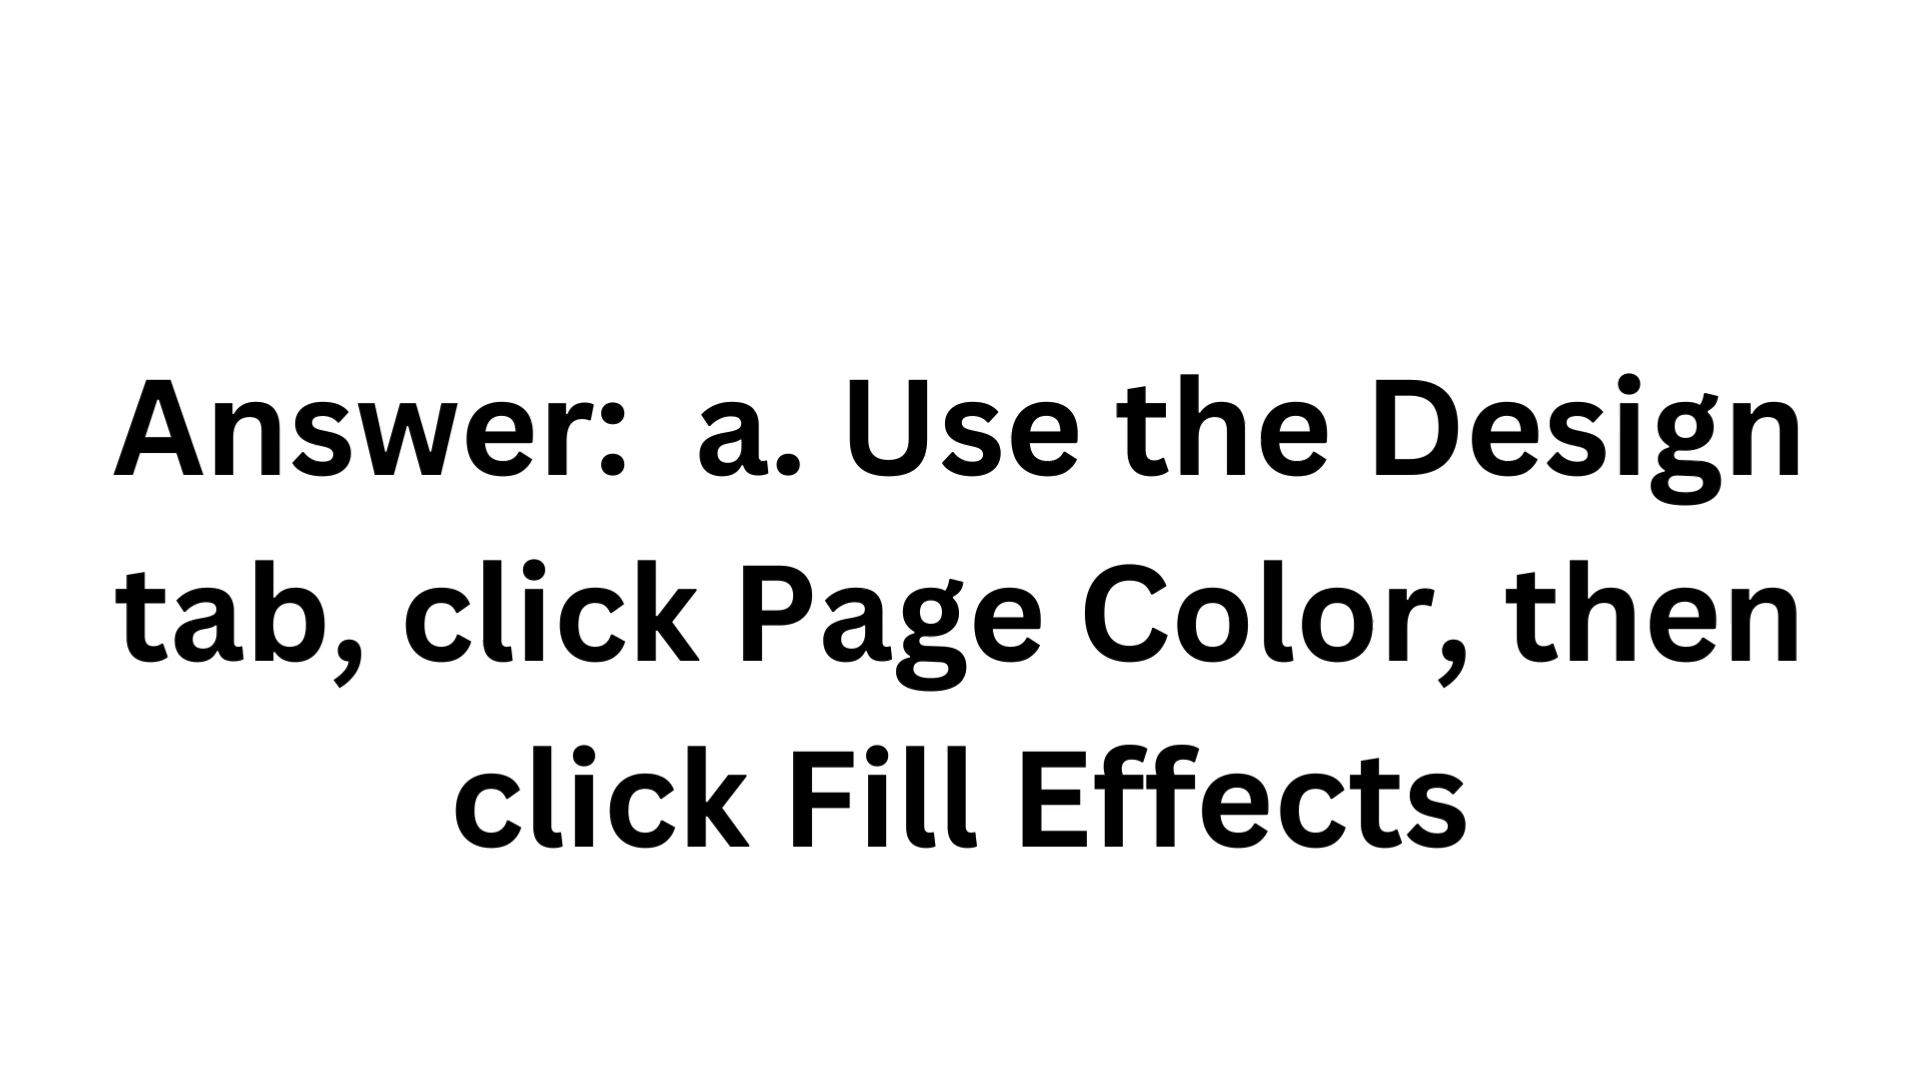 Answer:  a. Use the Design
tab, click Page Color, then
click Fill Effects